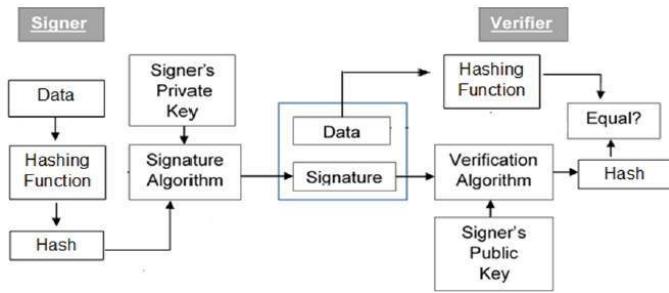 Signer
Verifier
Data
Hashing
Function
Hash
Signer's
Private
Key
Signature
Algorithm
Data
Signature
Hashing
Function
Verification
Algorithm
Signer's
Public
Key
Equal?
Hash